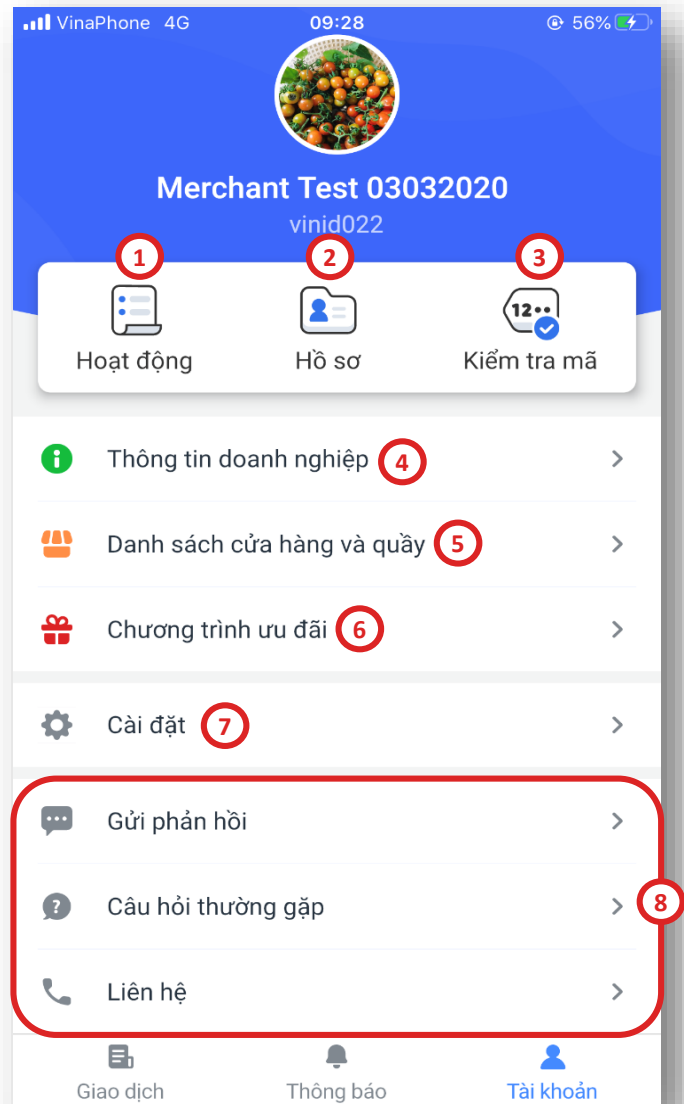 VinaPhone 4G 09:28 56%
Merchant Test 03032020
vinid022
1 2 3
12
Hoạt động Hồ sơ Kiểm tra mã
Thông tin doanh nghiệp 4
Danh sách cửa hàng và quầy 5
Chương trình ưu đãi 6
Cài đặt 7
Gửi phản hồi
Câu hỏi thường gặp 8
Liên hệ
Giao dịch Thông báo Tài khoản